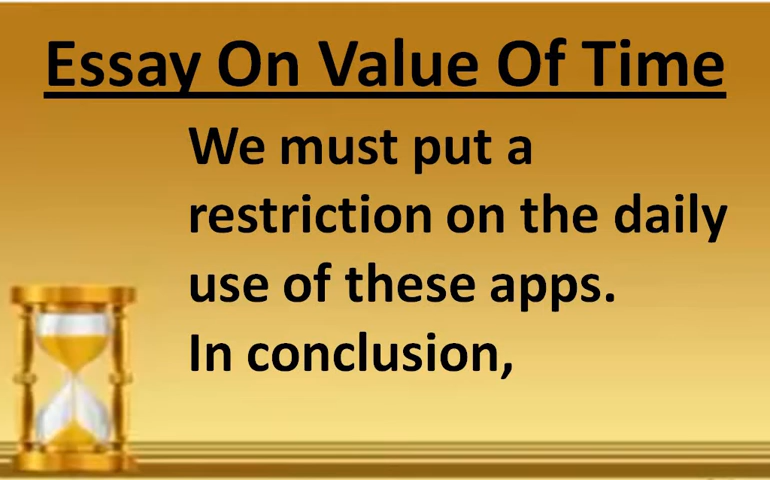 Essay On Value Of Time
We must put a
restriction on the daily
use of these apps.
In conclusion,